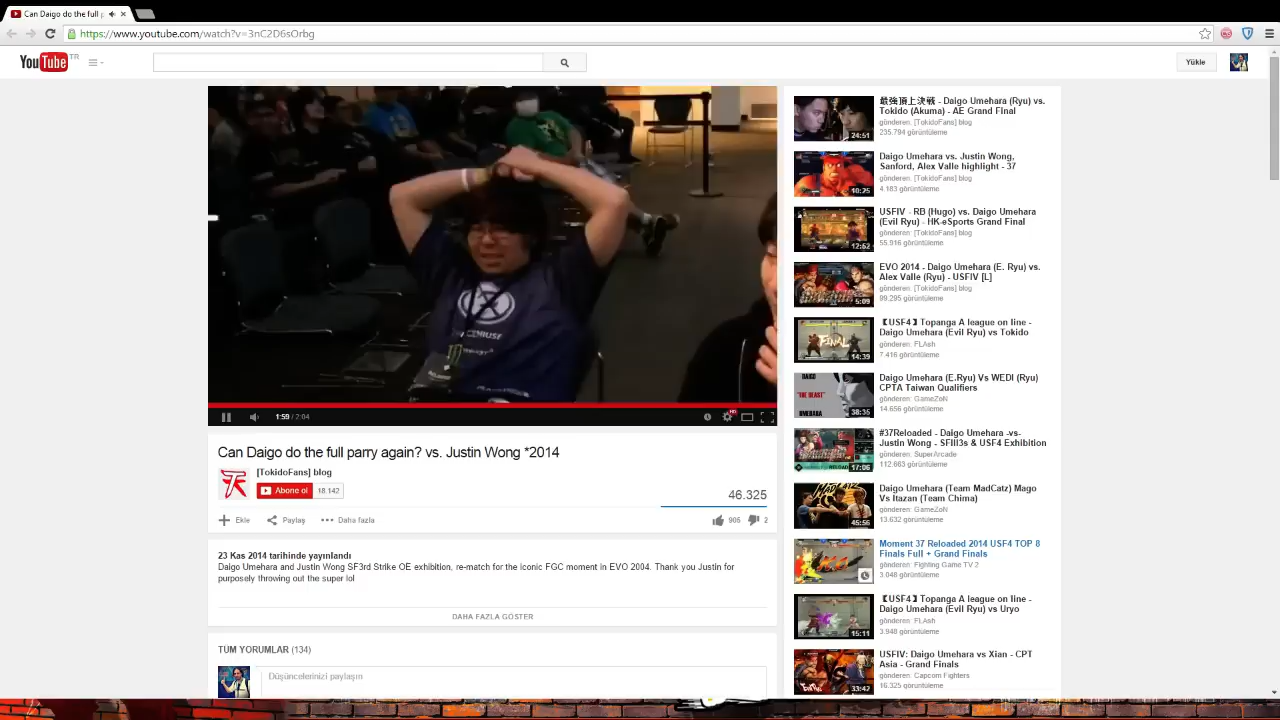 Can Daigo do the full p
https://www.youtube.com/watch?v=3nC2D6sOrbg
YouTube TR
Yükle
1:59 / 2:04
HD
Can Daigo do the full parry again? vs. Justin Wong *2014
[TokidoFans] blog
Abone ol 18.142
46.325
Ekle Paylaş Daha fazla
905 2
23 Kas 2014 tarihinde yayınlandı
Daigo Umehara and Justin Wong SF3rd Strike OE exhibition, re-match for the iconic FGC moment in EVO 2004. Thank you Justin for
purposely throwing out the super lol
DAHA FAZLA GÖSTER
TÜM YORUMLAR (134)
Düşüncelerinizi paylaşın
最強頂上決戦 - Daigo Umehara (Ryu) vs.
Tokido (Akuma) - AE Grand Final
gönderen: [TokidoFans] blog
235.794 görüntüleme
24:51
Daigo Umehara vs. Justin Wong,
Sanford, Alex Valle highlight - 37
gönderen: [TokidoFans] blog
4.183 görüntüleme
10:25
USFIV - RB (Hugo) vs. Daigo Umehara
(Evil Ryu) - HK-eSports Grand Final
gönderen: [TokidoFans] blog
55.916 görüntüleme
12:52
EVO 2014 - Daigo Umehara (E. Ryu) vs.
Alex Valle (Ryu) - USFIV [L]
gönderen: [TokidoFans] blog
89.295 görüntüleme
5:09
【USF4】Topanga A league on line -
Daigo Umehara (Evil Ryu) vs Tokido
gönderen: FLAsh
7.416 görüntüleme
FINAL
14:39
Daigo Umehara (E.Ryu) Vs WEDI (Ryu)
CPTA Taiwan Qualifiers
gönderen: GameZoN
14.656 görüntüleme
DAIGO
"THE BEAST"
UMEHARA
38:35
#37Reloaded - Daigo Umehara -vs-
Justin Wong - SFIII3s & USF4 Exhibition
gönderen: SuperArcade
112.663 görüntüleme
17:06
Daigo Umehara (Team MadCatz) Mago
Vs Itazan (Team Chima)
gönderen: GameZoN
13.632 görüntüleme
45:56
Moment 37 Reloaded 2014 USF4 TOP 8
Finals Full + Grand Finals
gönderen: Fighting Game TV 2
3.048 görüntüleme
【USF4】Topanga A league on line -
Daigo Umehara (Evil Ryu) vs Uryo
gönderen: FLAsh
3.948 görüntüleme
15:11
USFIV: Daigo Umehara vs Xian - CPT
Asia - Grand Finals
gönderen: Capcom Fighters
16.325 görüntüleme
33:47